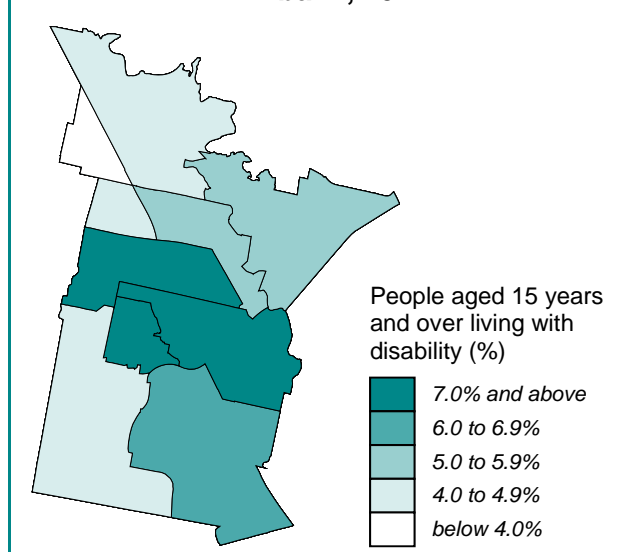 People aged 15 years
and over living with
disability (%)
7.0% and above
6.0 to 6.9%
5.0 to 5.9%
4.0 to 4.9%
below 4.0%